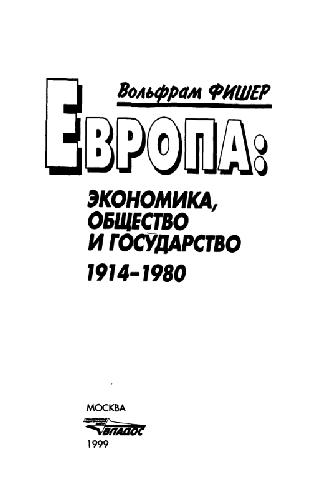 Вольфрам ФИШЕР
ЕВРОПА:
ЭКОНОМИКА,
ОБЩЕСТВО
И ГОСУДАРСТВО
1914–1980
МОСКВА
ВЛАДОС
1999